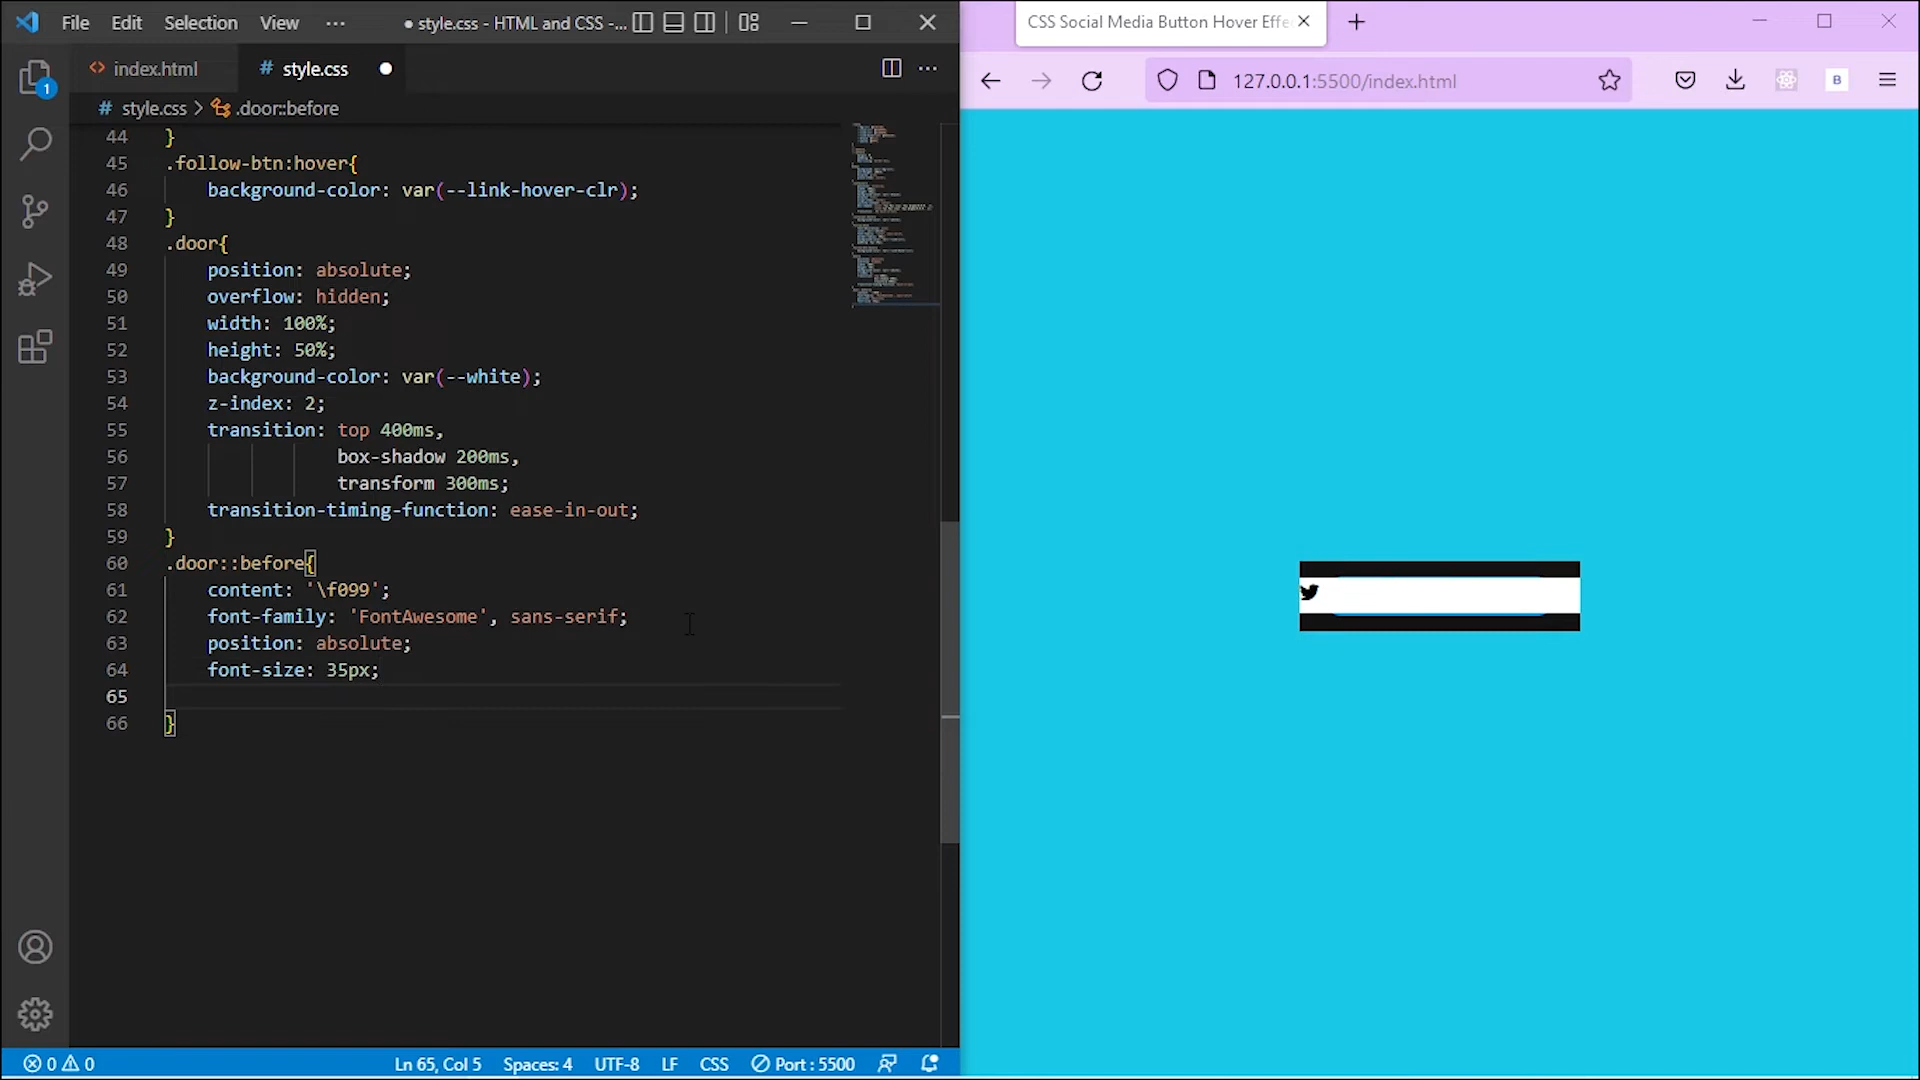 File Edit Selection View ··· ● style.css - HTML and CSS -...
index.html # style.css ●
# style.css > .door::before
44 }
45 .follow-btn:hover{
46 background-color: var(--link-hover-clr);
47 }
48 .door{
49 position: absolute;
50 overflow: hidden;
51 width: 100%;
52 height: 50%;
53 background-color: var(--white);
54 z-index: 2;
55 transition: top 400ms,
56 box-shadow 200ms,
57 transform 300ms;
58 transition-timing-function: ease-in-out;
59 }
60 .door::before{
61 content: '\f099';
62 font-family: 'FontAwesome', sans-serif;
63 position: absolute;
64 font-size: 35px;
65
66 }
1
0 0 Ln 65, Col 5 Spaces: 4 UTF-8 LF CSS Port : 5500
CSS Social Media Button Hover Effe
127.0.0.1:5500/index.html
B